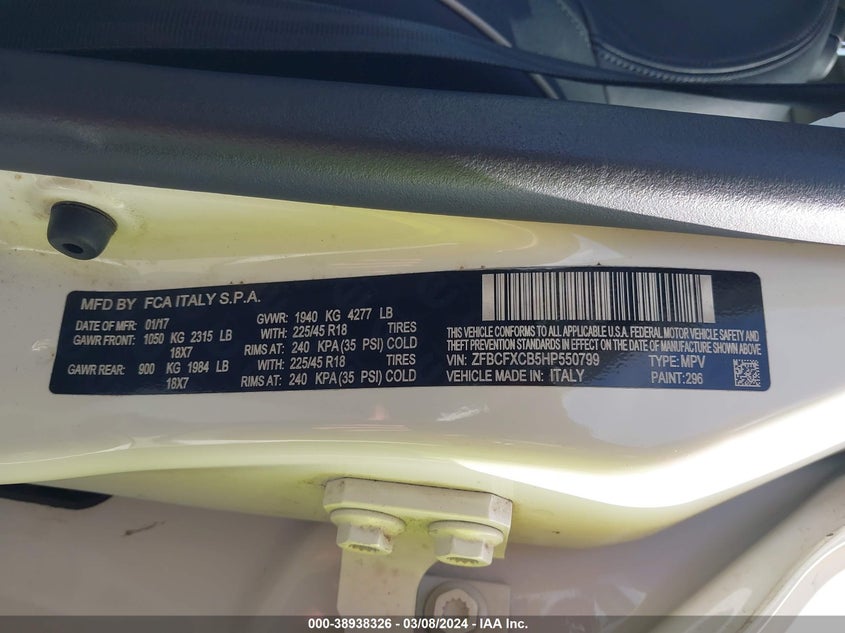 MFD BY FCA ITALY S.P.A.
DATE OF MFR: 01/17 GVWR: 1940 KG 4277 LB
GAWR FRONT: 1050 KG 2315 LB WITH: 225/45 R18 TIRES
18X7 RIMS AT: 240 KPA (35 PSI) COLD
GAWR REAR: 900 KG 1984 LB WITH: 225/45 R18 TIRES
18X7 RIMS AT: 240 KPA (35 PSI) COLD
THIS VEHICLE CONFORMS TO ALL APPLICABLE U.S.A. FEDERAL MOTOR VEHICLE SAFETY
AND THEFT PREVENTION STANDARDS IN EFFECT ON THE DATE OF MANUFACTURE SHOWN ABOVE.
VIN: ZFBCFXCB5HP550799 TYPE: MPV
VEHICLE MADE IN: ITALY PAINT: 296
000-38938326 - 03/08/2024 - IAA Inc.